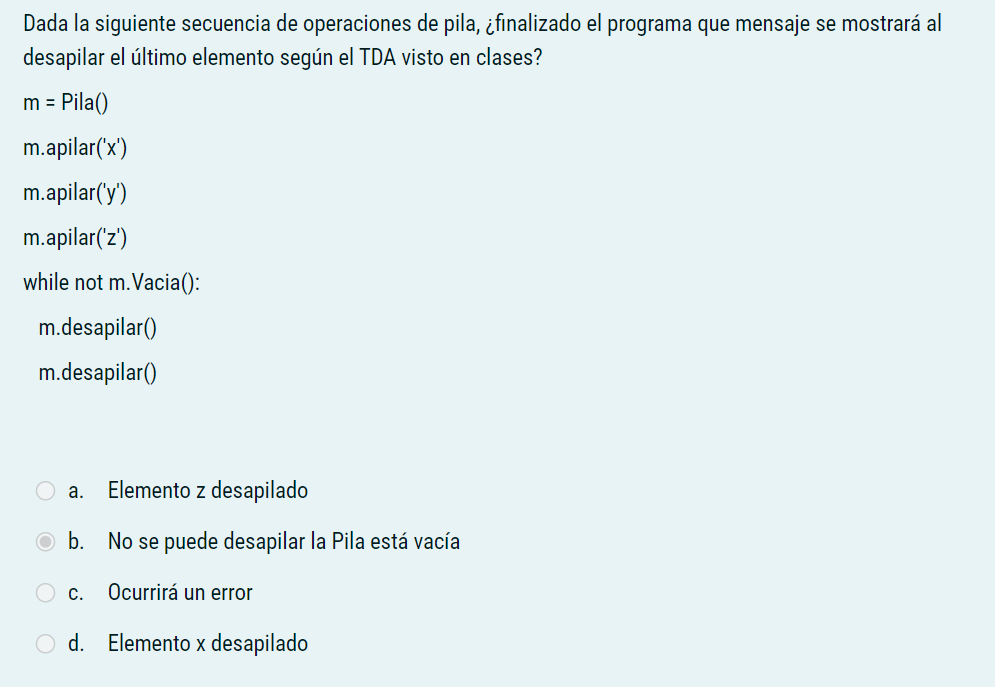 Dada la siguiente secuencia de operaciones de pila, ¿finalizado el programa que mensaje se mostrará al
desapilar el último elemento según el TDA visto en clases?
m = Pila()
m.apilar('x')
m.apilar('y')
m.apilar('z')
while not m.Vacia():
m.desapilar()
m.desapilar()
a. Elemento z desapilado
b. No se puede desapilar la Pila está vacía
c. Ocurrirá un error
d. Elemento x desapilado